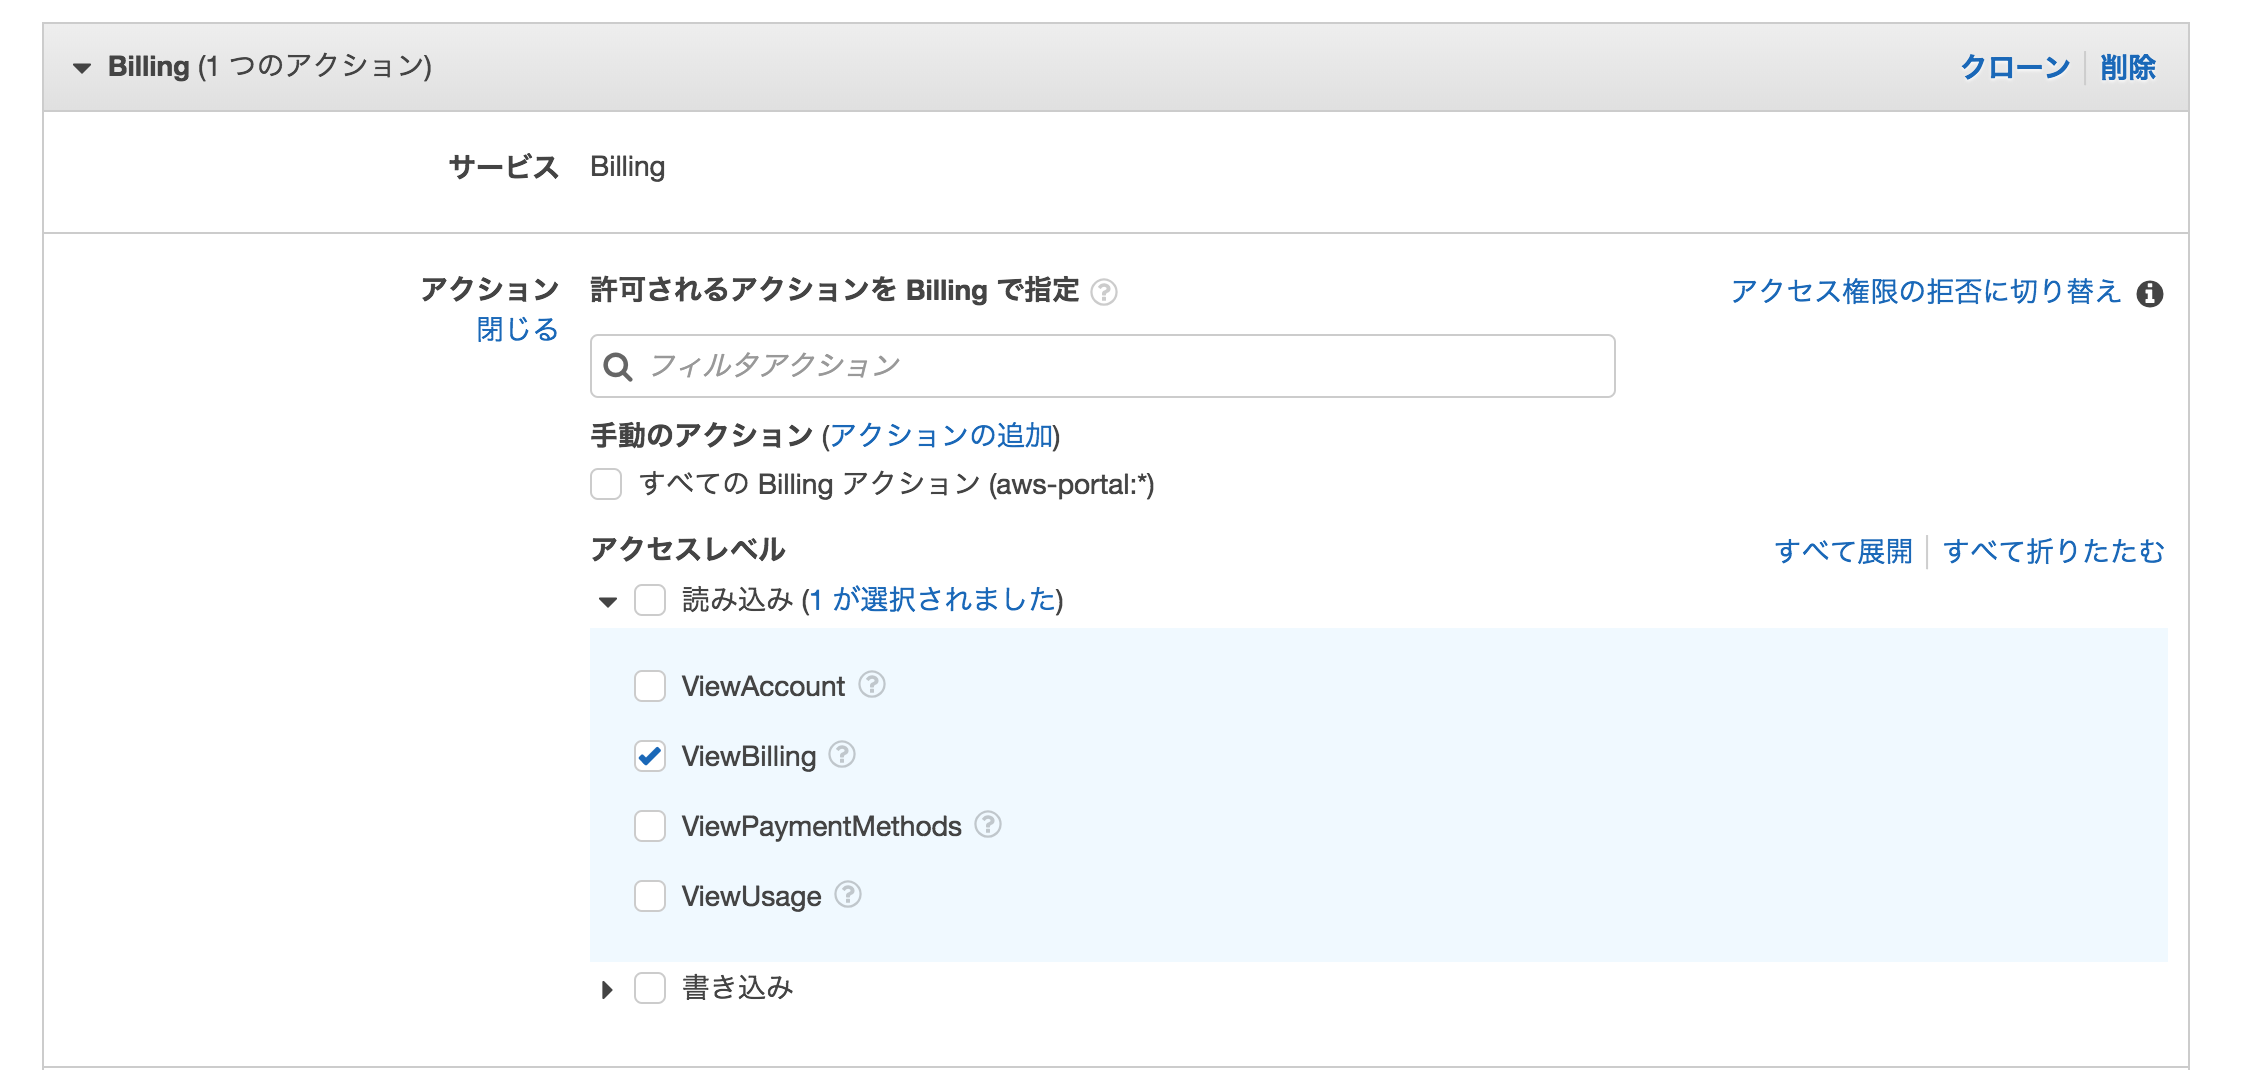 Billing (1 つのアクション) クローン 削除
サービス Billing
アクション 許可されるアクションを Billing で指定 アクセス権限の拒否に切り替え
閉じる
フィルタアクション
手動のアクション (アクションの追加)
すべての Billing アクション (aws-portal:*)
アクセスレベル すべて展開 すべて折りたたむ
読み込み (1 が選択されました)
ViewAccount
ViewBilling
ViewPaymentMethods
ViewUsage
書き込み